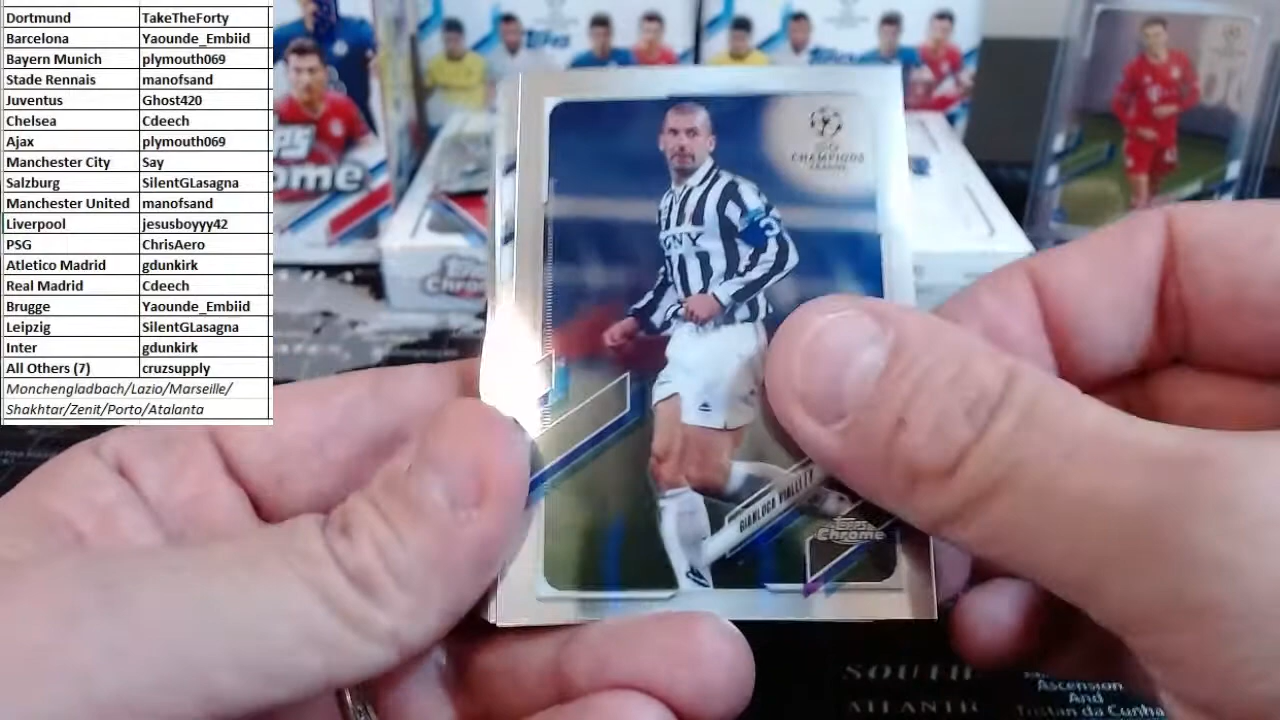 Dortmund TakeTheForty
Barcelona Yaounde_Embiid
Bayern Munich plymouth069
Stade Rennais manofsand
Juventus Ghost420
Chelsea Cdeech
Ajax plymouth069
Manchester City Say
Salzburg SilentGLasagna
Manchester United manofsand
Liverpool jesusboyyy42
PSG ChrisAero
Atletico Madrid gdunkirk
Real Madrid Cdeech
Brugge Yaounde_Embiid
Leipzig SilentGLasagna
Inter gdunkirk
All Others (7) cruzsupply
Monchengladbach/Lazio/Marseille/
Shakhtar/Zenit/Porto/Atalanta
CHAMPIONS
LEAGUE
3
GIANLUCA VIALLI
Topps
Chrome
Topps
SOUTH
ATLANTIC
Ascension
And
Tristan da Cunha